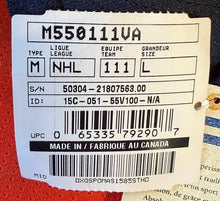 M550111VA
TYPE LIGUE LEAGUE EQUIPE TEAM GRANDEUR SIZE
M NHL 111 L
S/N: 50304-21807563.00
ID: 15C-051-55V100-N/A
UPC 0 65335 79290 7
MADE IN / FABRIQUE AU CANADA